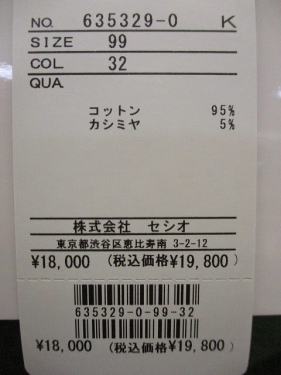 NO. 635329-0 K
SIZE 99
COL 32
QUA.
コットン 95%
カシミヤ 5%
株式会社 セシオ
東京都渋谷区恵比寿南 3-2-12
¥18,000 (税込価格¥19,800)
635329-0-99-32
¥18,000 (税込価格¥19,800)